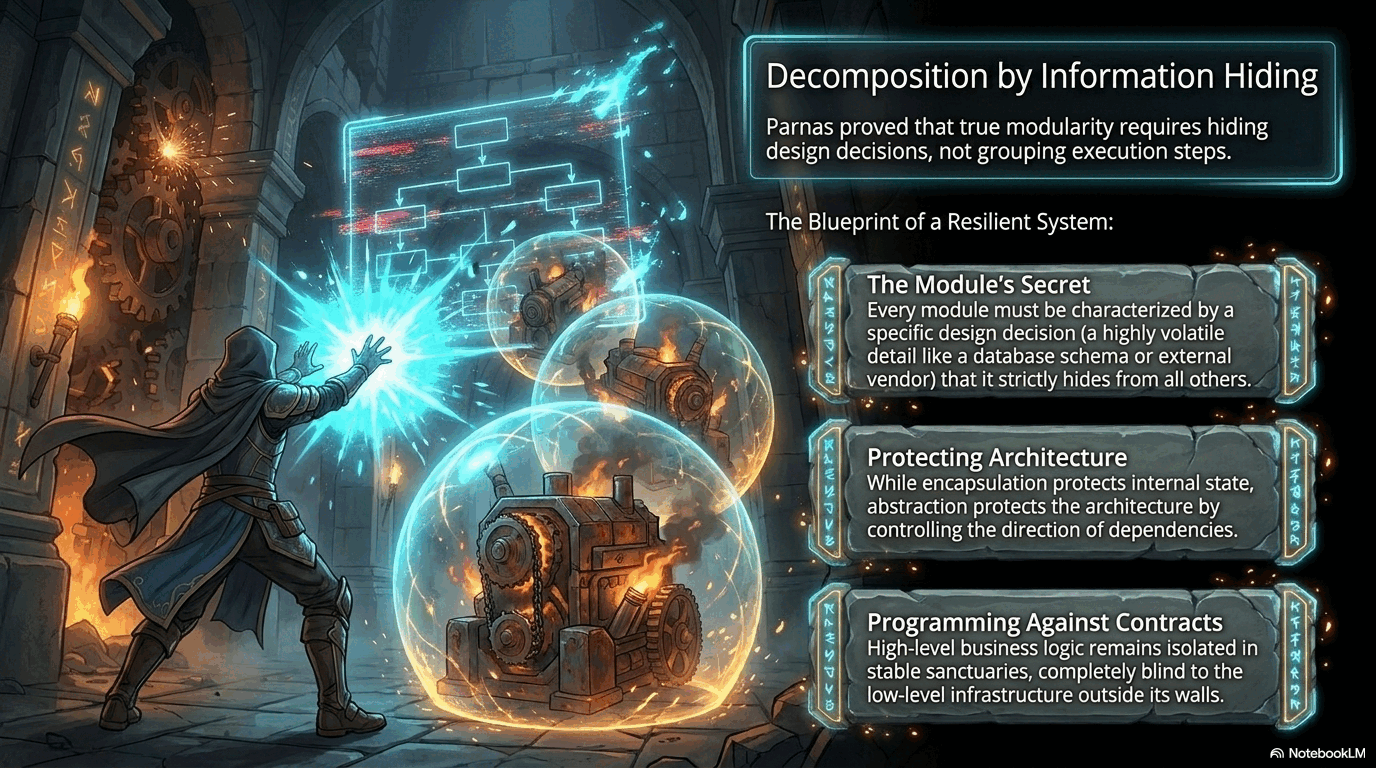 Decomposition by Information Hiding
Parnas proved that true modularity requires hiding
design decisions, not grouping execution steps.
The Blueprint of a Resilient System:
The Module's Secret
Every module must be characterized by a
specific design decision (a highly volatile
detail like a database schema or external
vendor) that it strictly hides from all others.
Protecting Architecture
While encapsulation protects internal state,
abstraction protects the architecture by
controlling the direction of dependencies.
Programming Against Contracts
High-level business logic remains isolated in
stable sanctuaries, completely blind to the
low-level infrastructure outside its walls.
NotebookLM